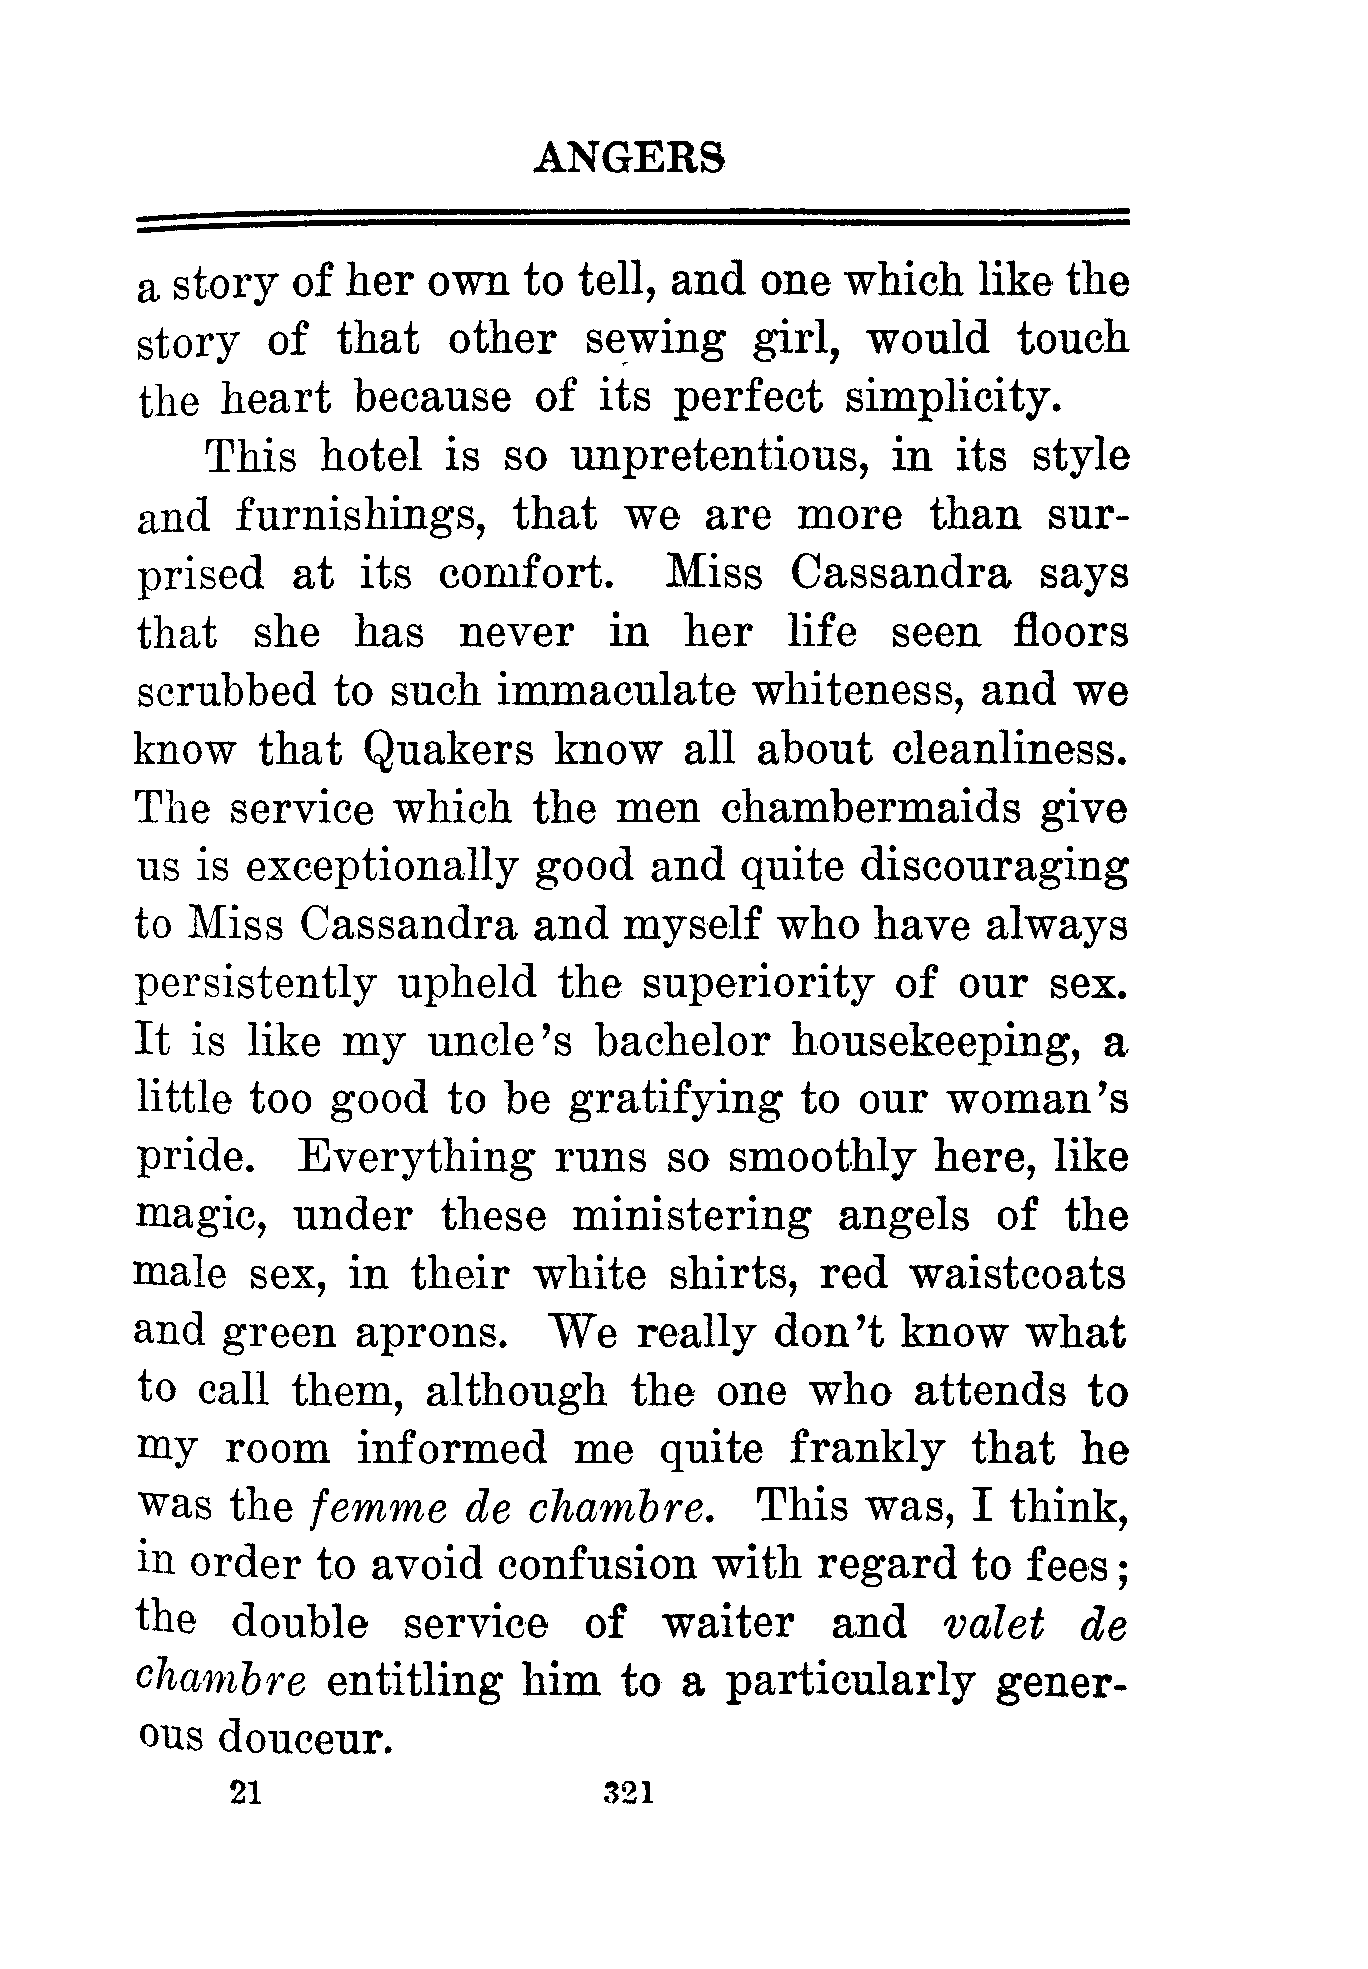 ANGERS
a story of her own to tell, and one which like the
story of that other sewing girl, would touch
the heart because of its perfect simplicity.
This hotel is so unpretentious, in its style
and furnishings, that we are more than sur-
prised at its comfort. Miss Cassandra says
that she has never in her life seen floors
scrubbed to such immaculate whiteness, and we
know that Quakers know all about cleanliness.
The service which the men chambermaids give
us is exceptionally good and quite discouraging
to Miss Cassandra and myself who have always
persistently upheld the superiority of our sex.
It is like my uncle's bachelor housekeeping, a
little too good to be gratifying to our woman's
pride. Everything runs so smoothly here, like
magic, under these ministering angels of the
male sex, in their white shirts, red waistcoats
and green aprons. We really don't know what
to call them, although the one who attends to
my room informed me quite frankly that he
was the femme de chambre. This was, I think,
in order to avoid confusion with regard to fees;
the double service of waiter and valet de
chambre entitling him to a particularly gener-
ous douceur.
21 321